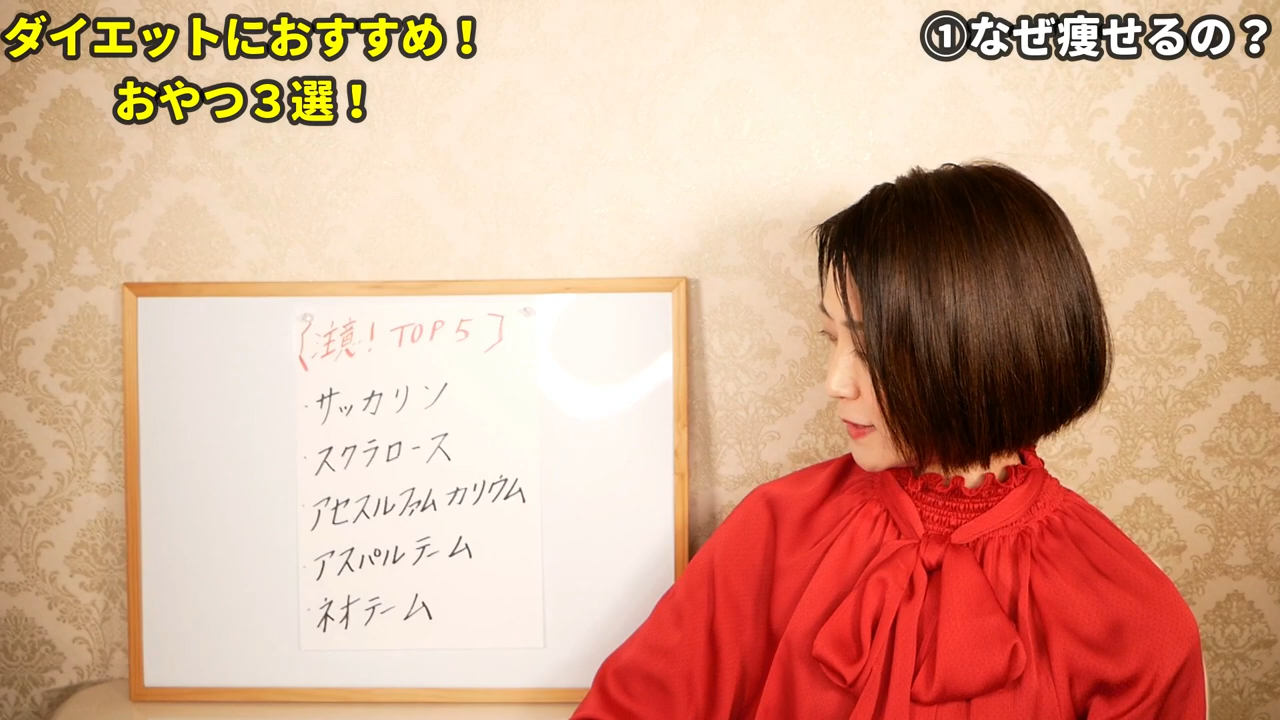 ダイエットにおすすめ！
おやつ３選！
①なぜ痩せるの？
[注意！TOP5]
・サッカリン
・スクラロース
・アセスルファムカリウム
・アスパルテーム
・ネオテーム